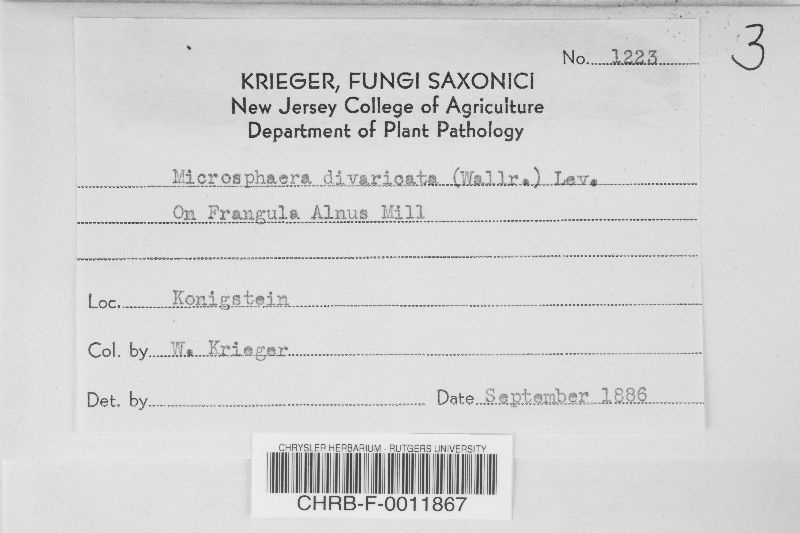 No. 1223
3
KRIEGER, FUNGI SAXONICI
New Jersey College of Agriculture
Department of Plant Pathology
Microsphaera divaricata (Wallr.) Lev.
On Frangula Alnus Mill
Loc. Konigstein
Col. by W. Krieger
Det. by
Date September 1886
CHRYSLER HERBARIUM - RUTGERS UNIVERSITY
CHRB-F-0011867